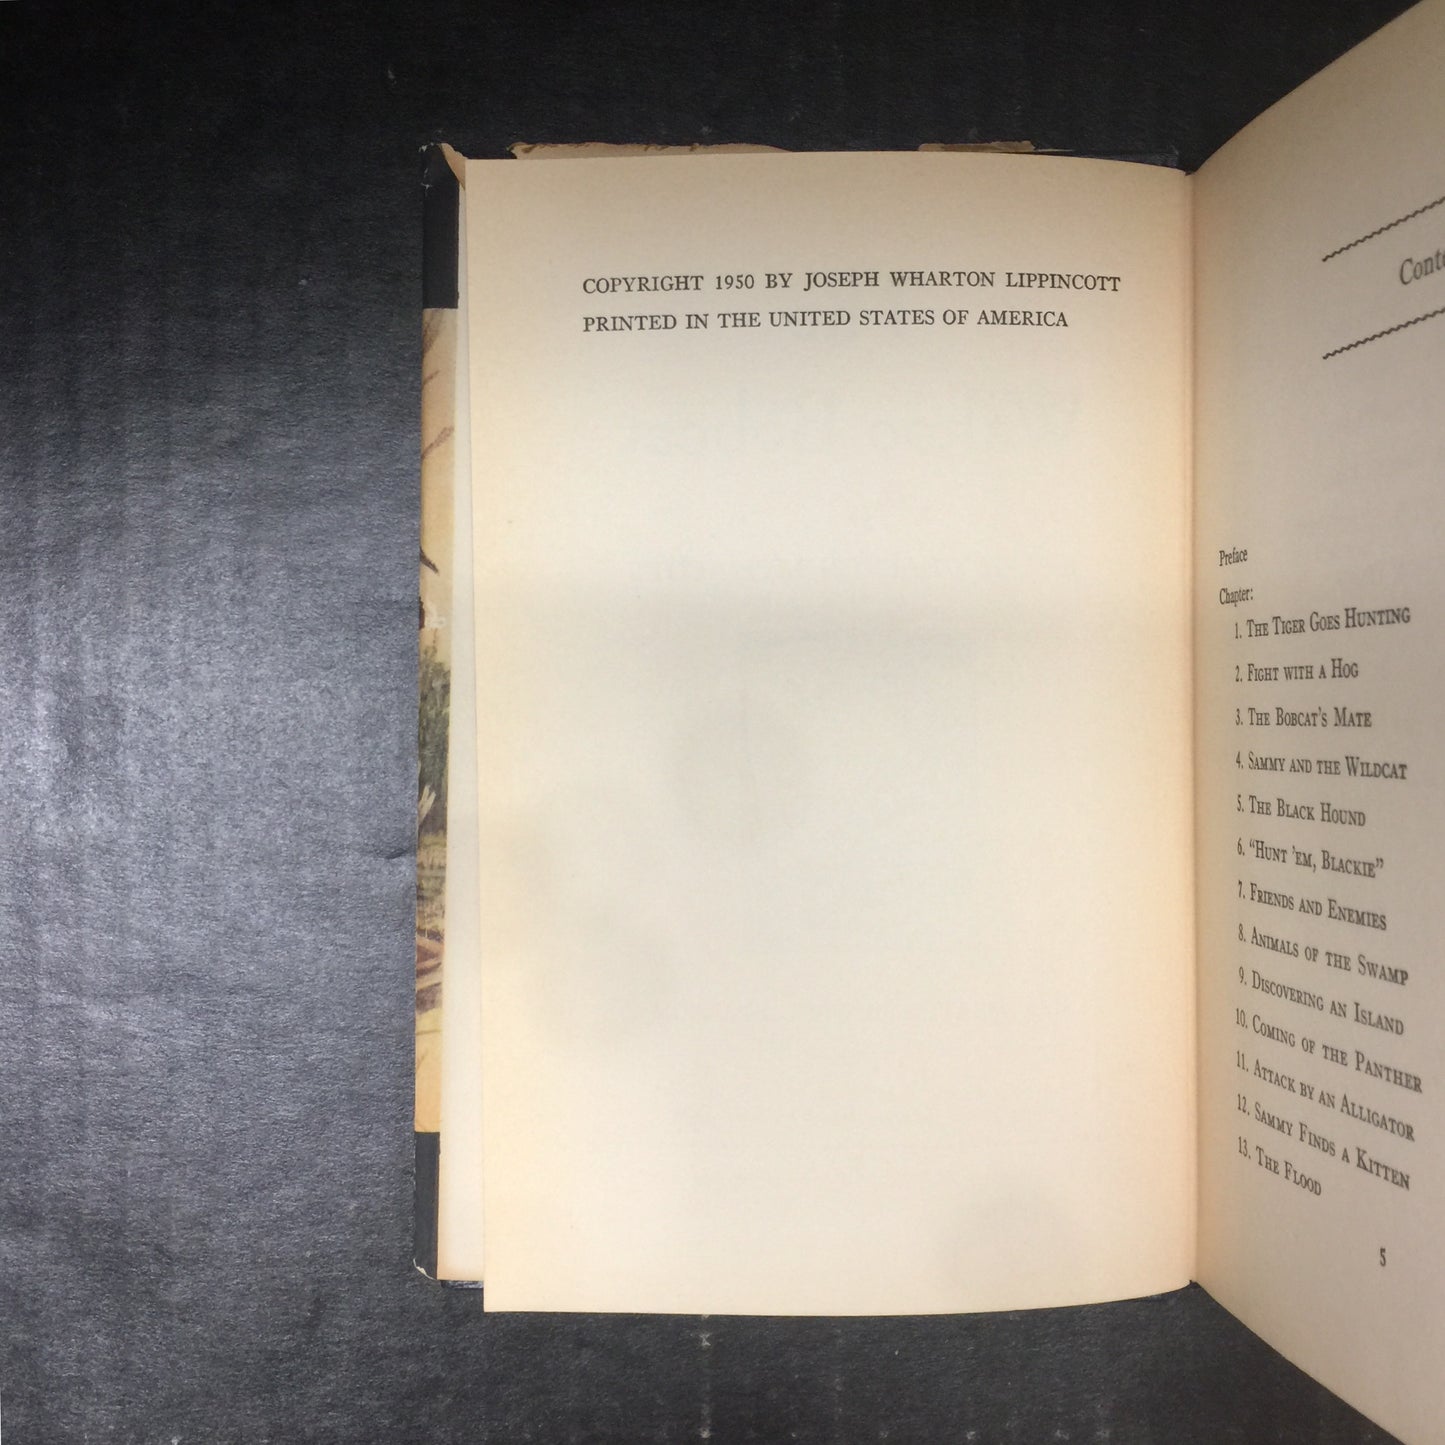 COPYRIGHT 1950 BY JOSEPH WHARTON LIPPINCOTT
PRINTED IN THE UNITED STATES OF AMERICA
Preface
Chapter:
1. THE TIGER GOES HUNTING
2. FIGHT WITH A HOG
3. THE BOBCAT'S MATE
4. SAMMY AND THE WILDCAT
5. THE BLACK HOUND
6. "HUNT 'EM, BLACKIE"
7. FRIENDS AND ENEMIES
8. ANIMALS OF THE SWAMP
9. DISCOVERING AN ISLAND
10. COMING OF THE PANTHER
11. ATTACK BY AN ALLIGATOR
12. SAMMY FINDS A KITTEN
13. THE FLOOD
5